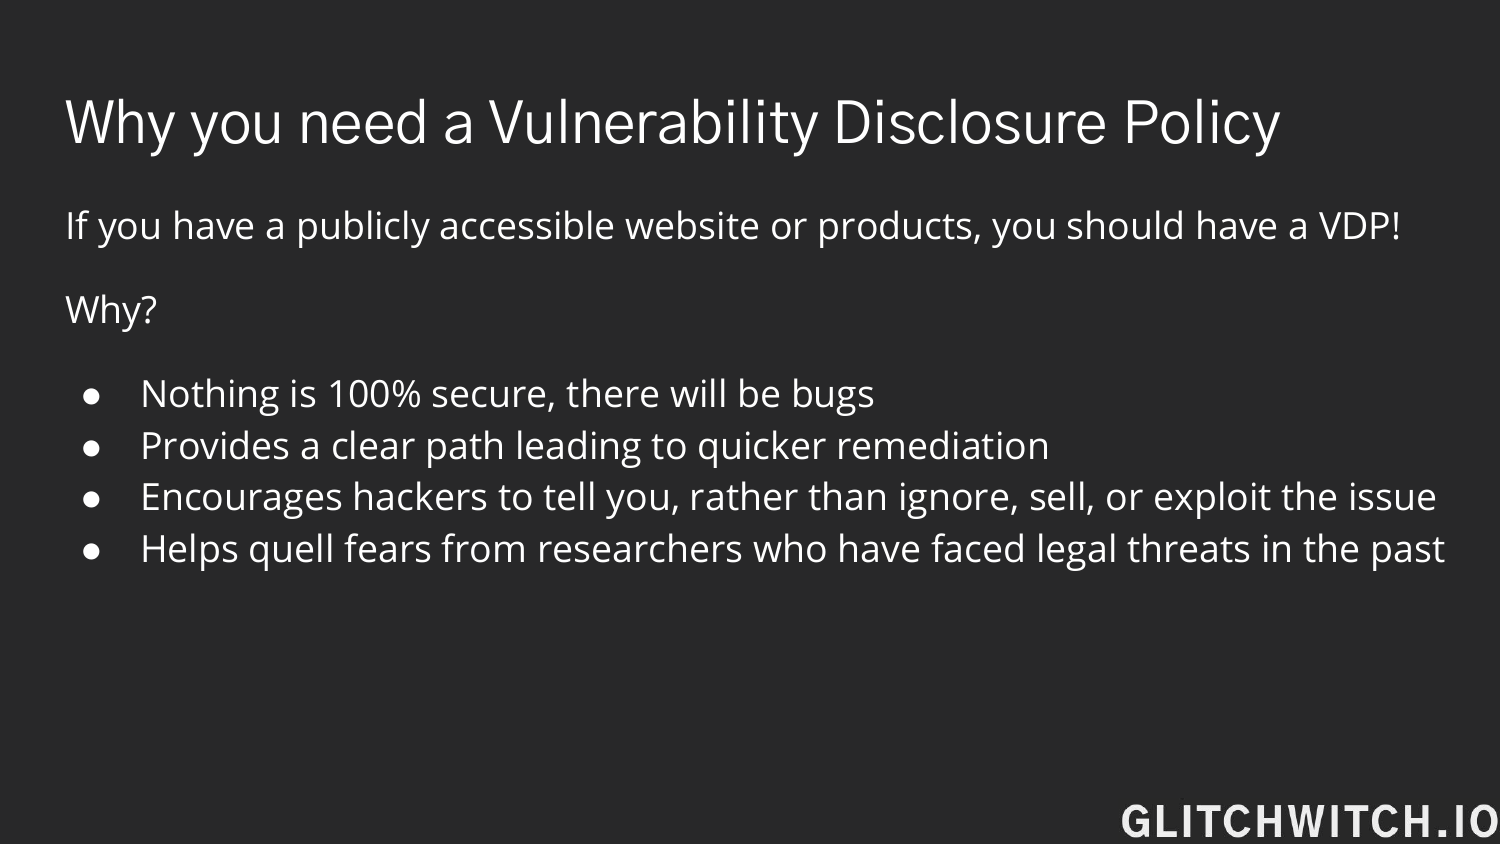 Why you need a Vulnerability Disclosure Policy
If you have a publicly accessible website or products, you should have a VDP!
Why?
● Nothing is 100% secure, there will be bugs
● Provides a clear path leading to quicker remediation
● Encourages hackers to tell you, rather than ignore, sell, or exploit the issue
● Helps quell fears from researchers who have faced legal threats in the past
GLITCHWITCH.IO